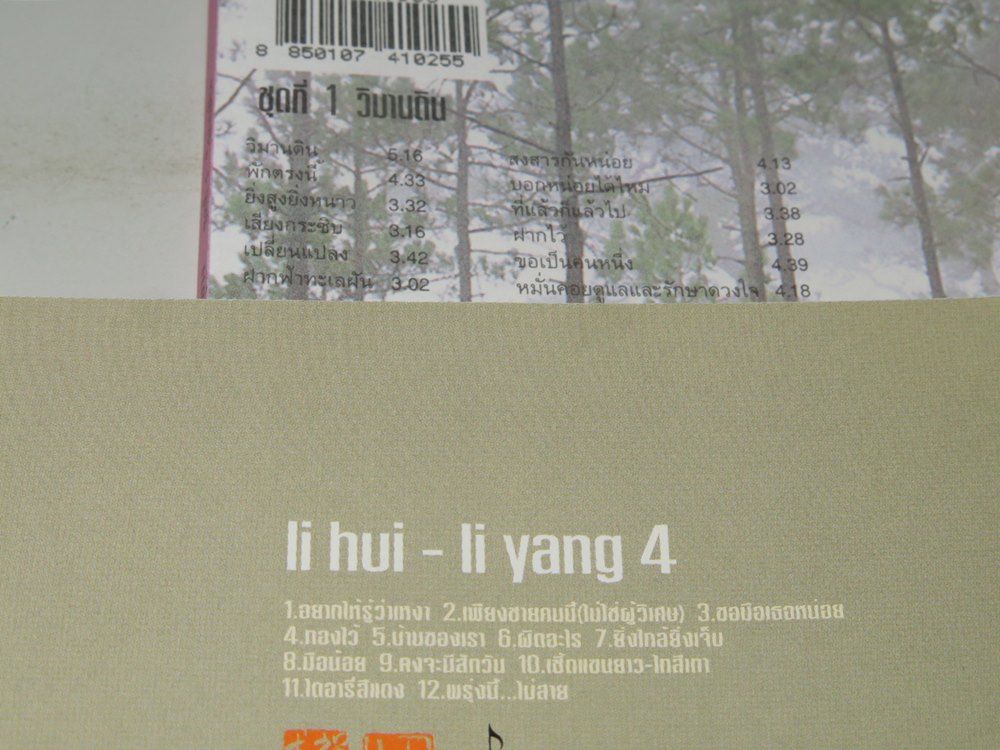 8 850107 410255
ชุดที่ 1 วิมานดิน
วิมานดิน 5.16
พักตรงนี้ 4.33
ยิ่งสูงยิ่งหนาว 3.32
เสียงกระซิบ 3.16
เปลี่ยนแปลง 3.42
ฝากฟ้าทะเลฝัน 3.02
สงสารกันหน่อย 4.13
บอกหน่อยได้ไหม 3.02
ที่แล้วก็แล้วไป 3.38
ฝากไว้ 3.28
ขอเป็นคนหนึ่ง 4.39
หมั่นคอยดูแลและรักษาดวงใจ 4.18
li hui - li yang 4
1.อยากให้รู้ว่าเหงา 2.เพียงชายคนนี้(ไม่ใช่ผู้วิเศษ) 3.ขอมือเธอหน่อย
4.กองไว้ 5.บ้านของเรา 6.ผิดอะไร 7.ยิ่งใกล้ยิ่งเจ็บ
8.มือน้อย 9.คงจะมีสักวัน 10.เชิ้ตแขนยาว-ไทสีเทา
11.ไดอารี่สีแดง 12.พรุ่งนี้...ไม่สาย